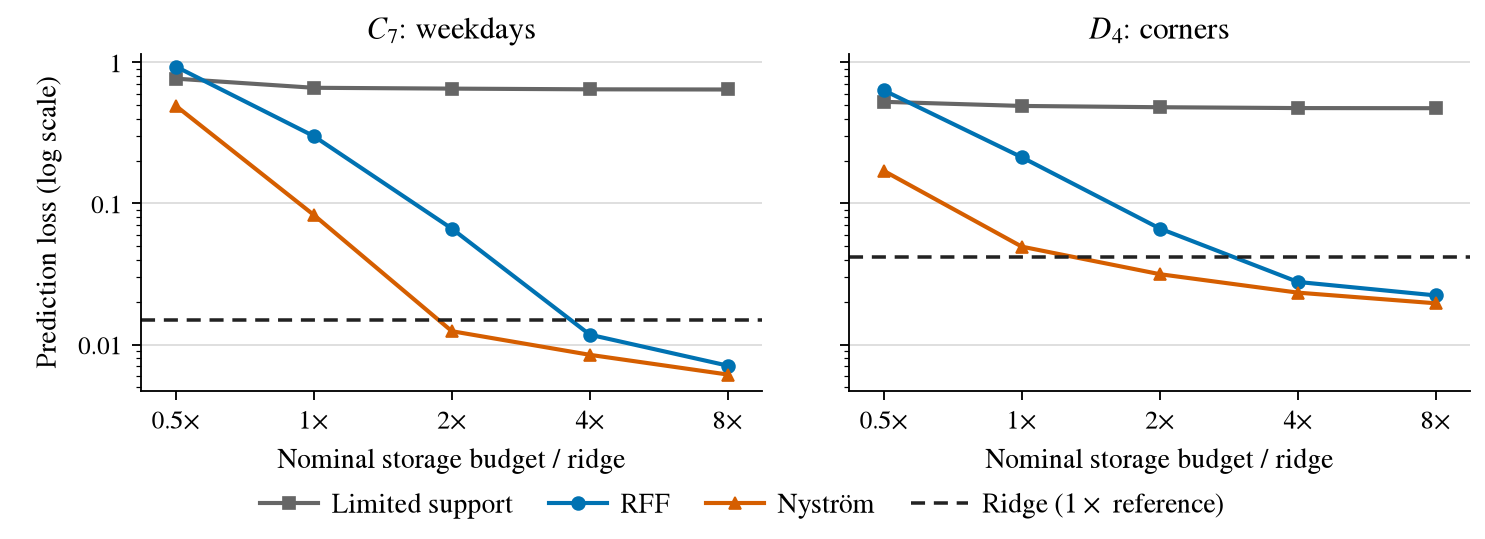 C₇: weekdays
D₄: corners
Prediction loss (log scale)
1
0.1
0.01
0.5×
1×
2×
4×
8×
0.5×
1×
2×
4×
8×
Nominal storage budget / ridge
Nominal storage budget / ridge
Limited support
RFF
Nyström
Ridge (1× reference)